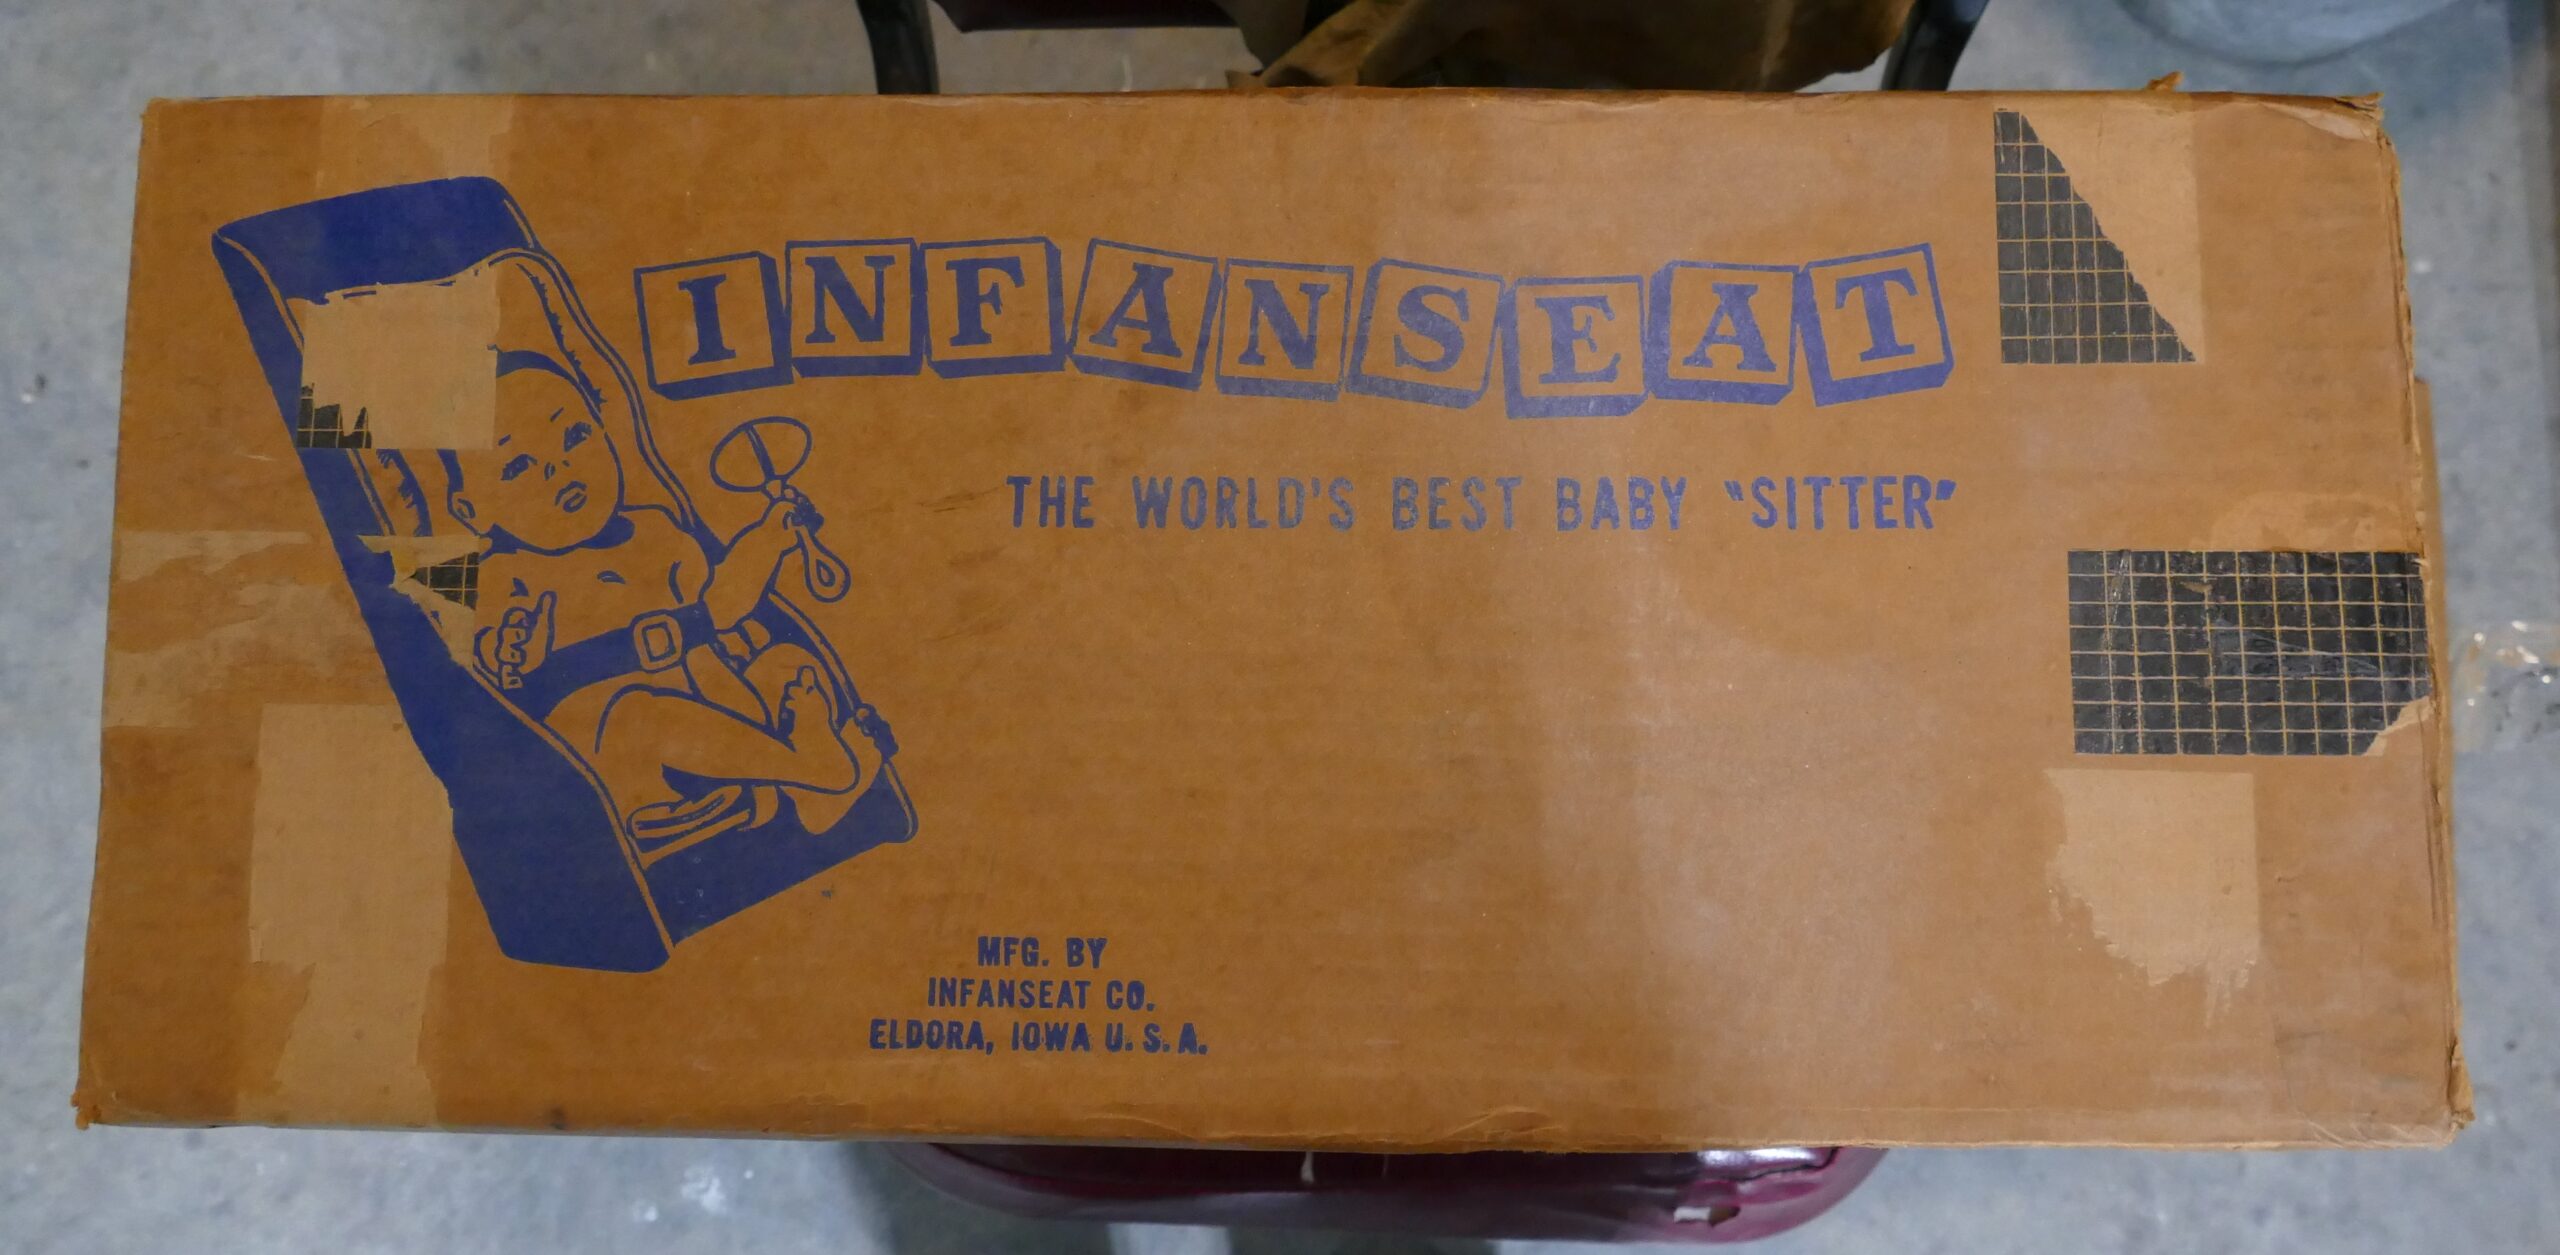 INFANSEAT
THE WORLD'S BEST BABY "SITTER"
MFG. BY
INFANSEAT CO.
ELDORA, IOWA U. S. A.